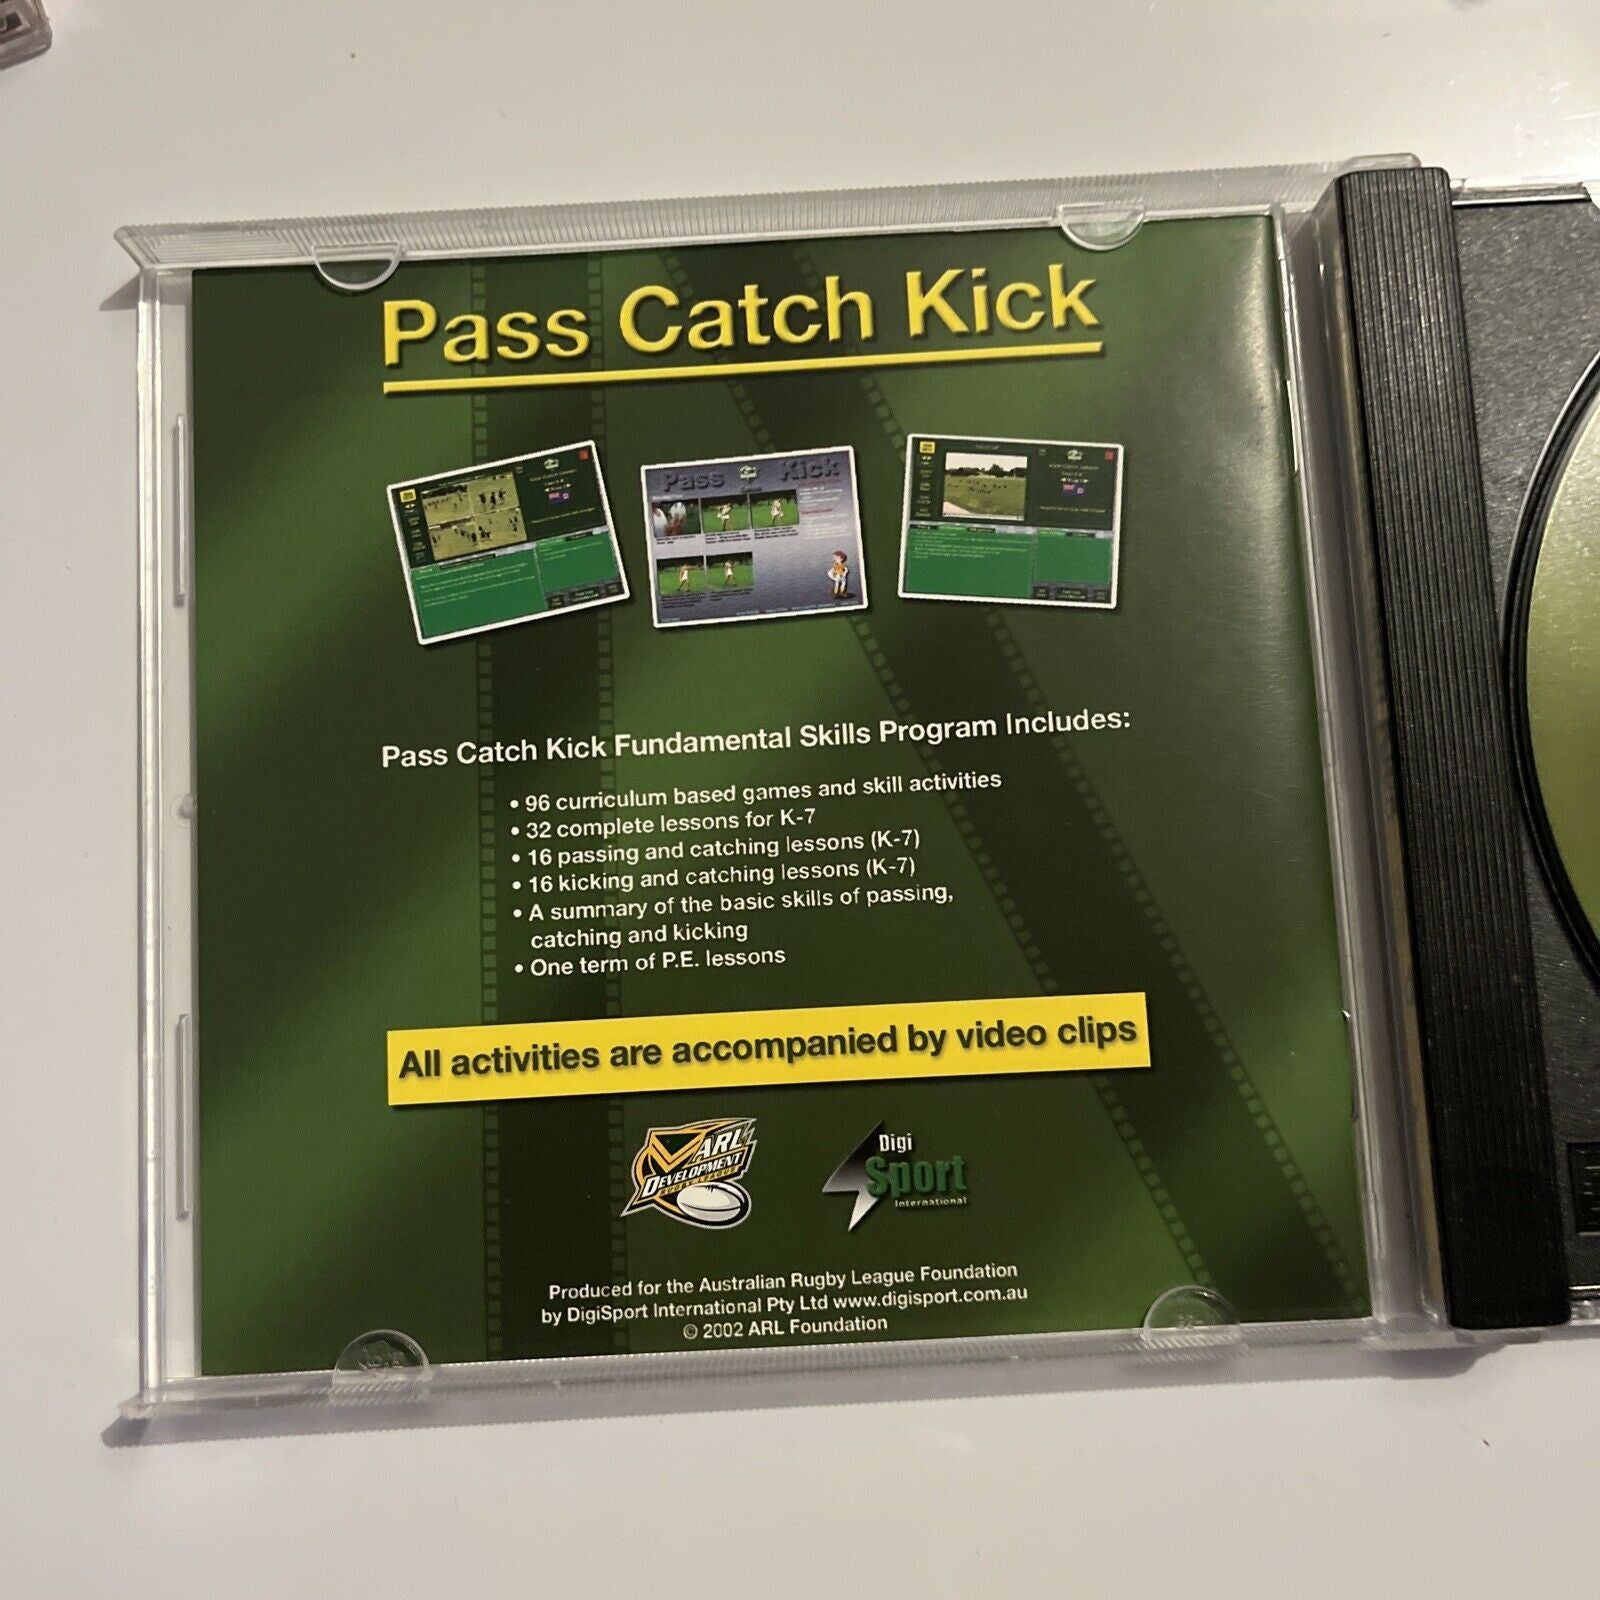 Pass Catch Kick
Pass Kick
Pass Catch Kick Fundamental Skills Program Includes:
• 96 curriculum based games and skill activities
• 32 complete lessons for K-7
• 16 passing and catching lessons (K-7)
• 16 kicking and catching lessons (K-7)
• A summary of the basic skills of passing,
catching and kicking
• One term of P.E. lessons
All activities are accompanied by video clips
ARL
DEVELOPMENT
RUGBY LEAGUE
Digi
Sport
International
Produced for the Australian Rugby League Foundation
by DigiSport International Pty Ltd www.digisport.com.au
© 2002 ARL Foundation